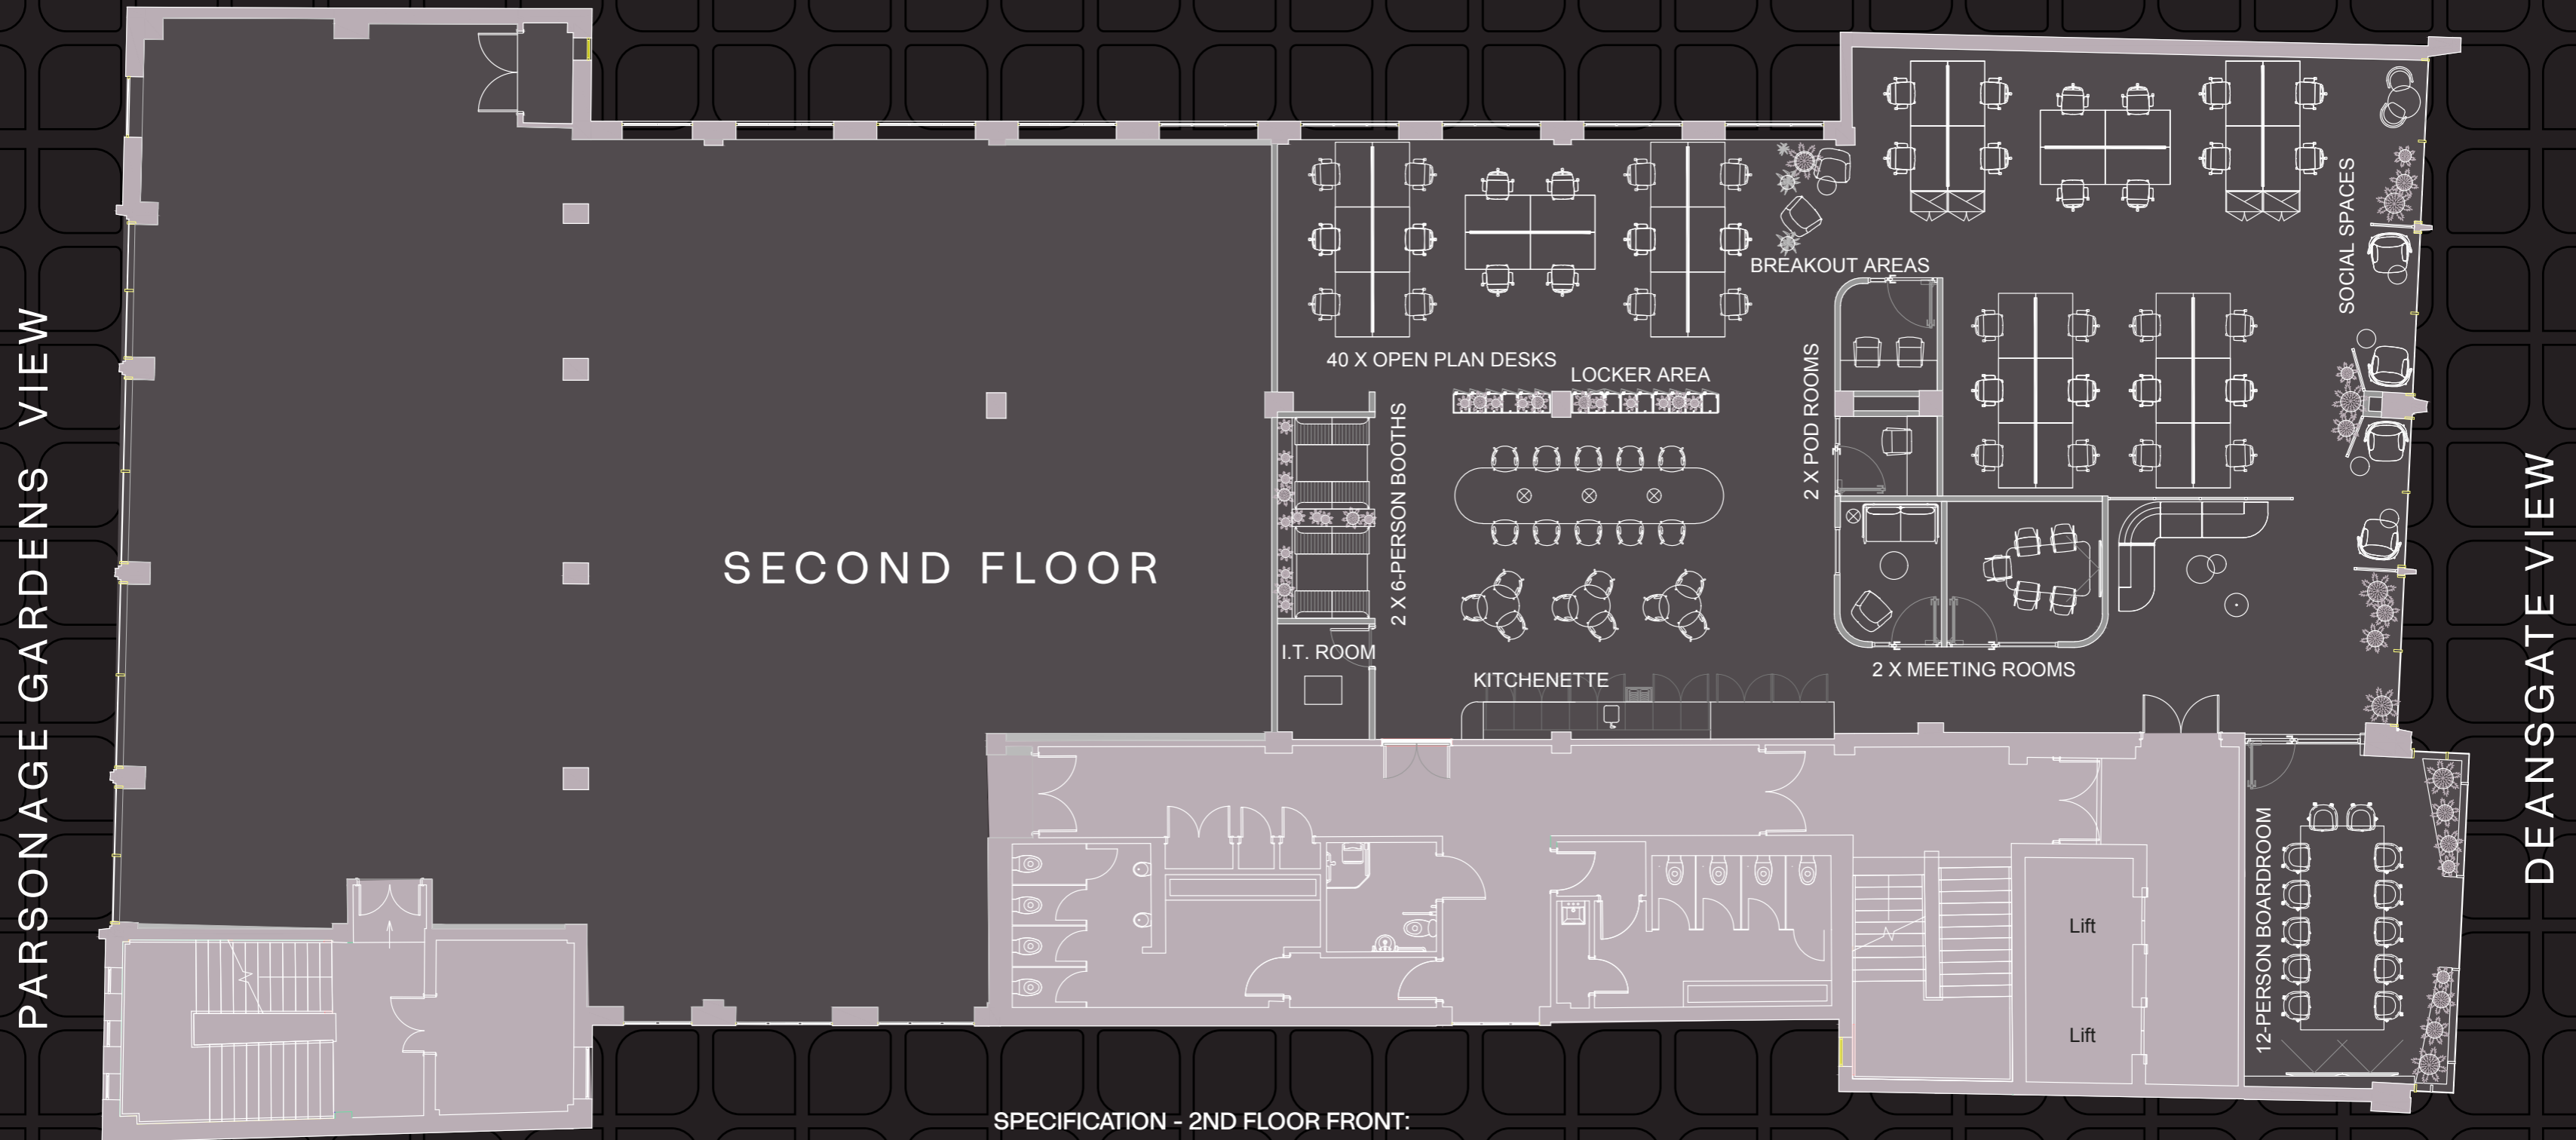 PARSONAGE GARDENS VIEW
SECOND FLOOR
40 X OPEN PLAN DESKS
LOCKER AREA
BREAKOUT AREAS
SOCIAL SPACES
2 X 6-PERSON BOOTHS
2 X POD ROOMS
I.T. ROOM
KITCHENETTE
2 X MEETING ROOMS
DEANSGATE VIEW
12-PERSON BOARDROOM
Lift
Lift
SPECIFICATION - 2ND FLOOR FRONT: